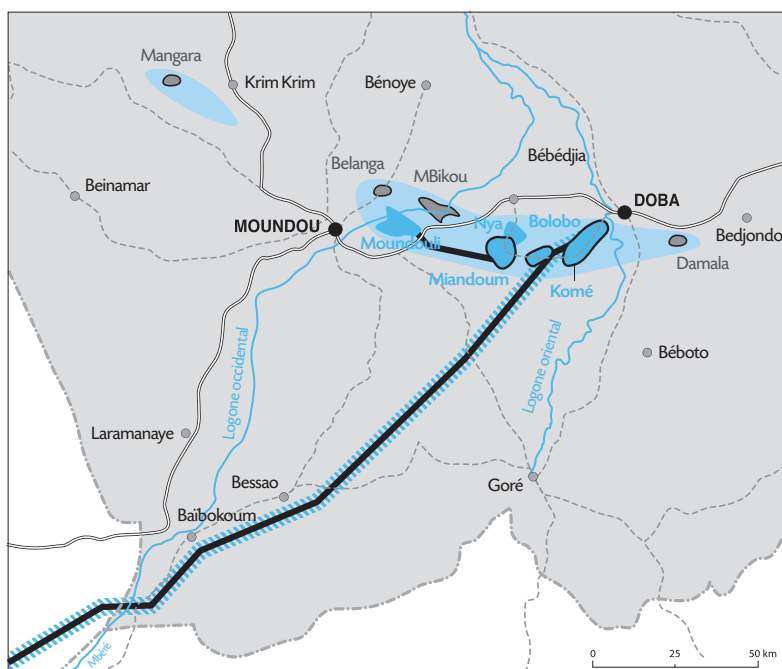 Mangara
Krim Krim
Bénoye
Bébédjia
Belanga
MBikou
Beinamar
DOBA
MOUNDOU
Nya
Bolobo
Bedjondo
Moundouli
Damala
Miandoum
Komé
Logone occidental
Logone oriental
Béboto
Laramanaye
Bessao
Goré
Baïbokoum
Mbéré
0 25 50 km